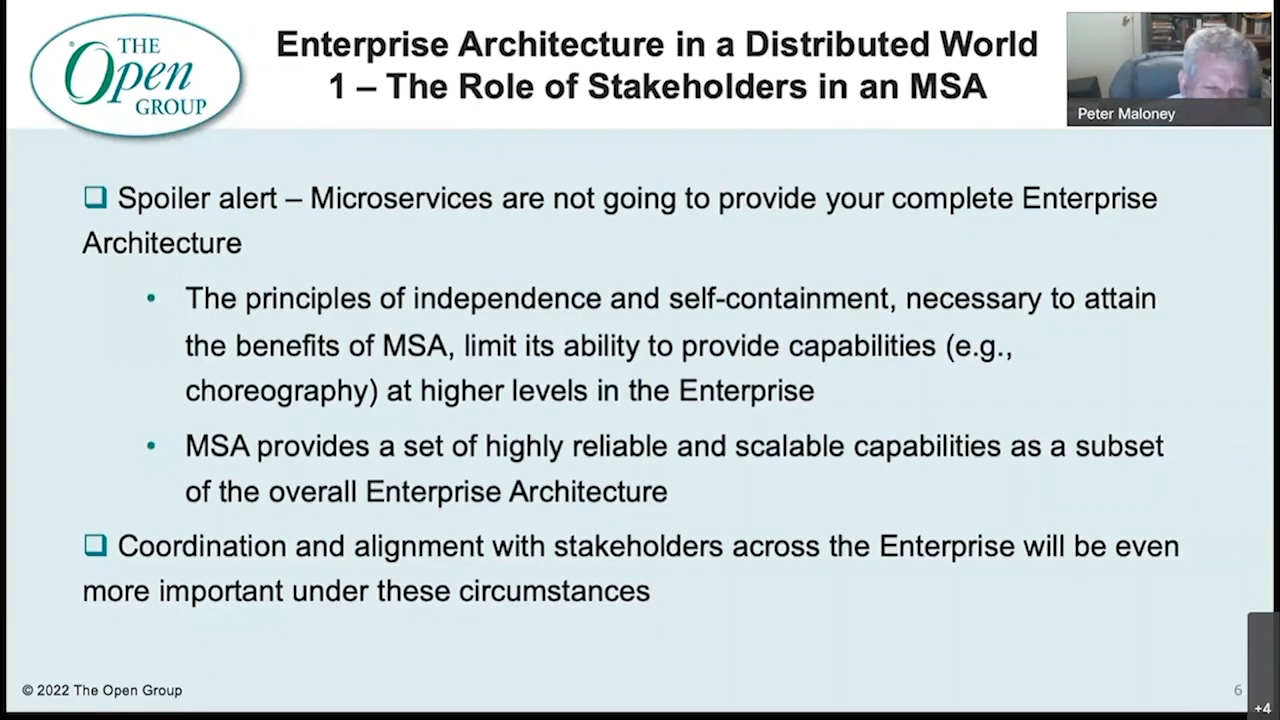 THE
Open
GROUP
Enterprise Architecture in a Distributed World
1 – The Role of Stakeholders in an MSA
Peter Maloney
❑ Spoiler alert – Microservices are not going to provide your complete Enterprise
Architecture
• The principles of independence and self-containment, necessary to attain
the benefits of MSA, limit its ability to provide capabilities (e.g.,
choreography) at higher levels in the Enterprise
• MSA provides a set of highly reliable and scalable capabilities as a subset
of the overall Enterprise Architecture
❑ Coordination and alignment with stakeholders across the Enterprise will be even
more important under these circumstances
© 2022 The Open Group
6
+4